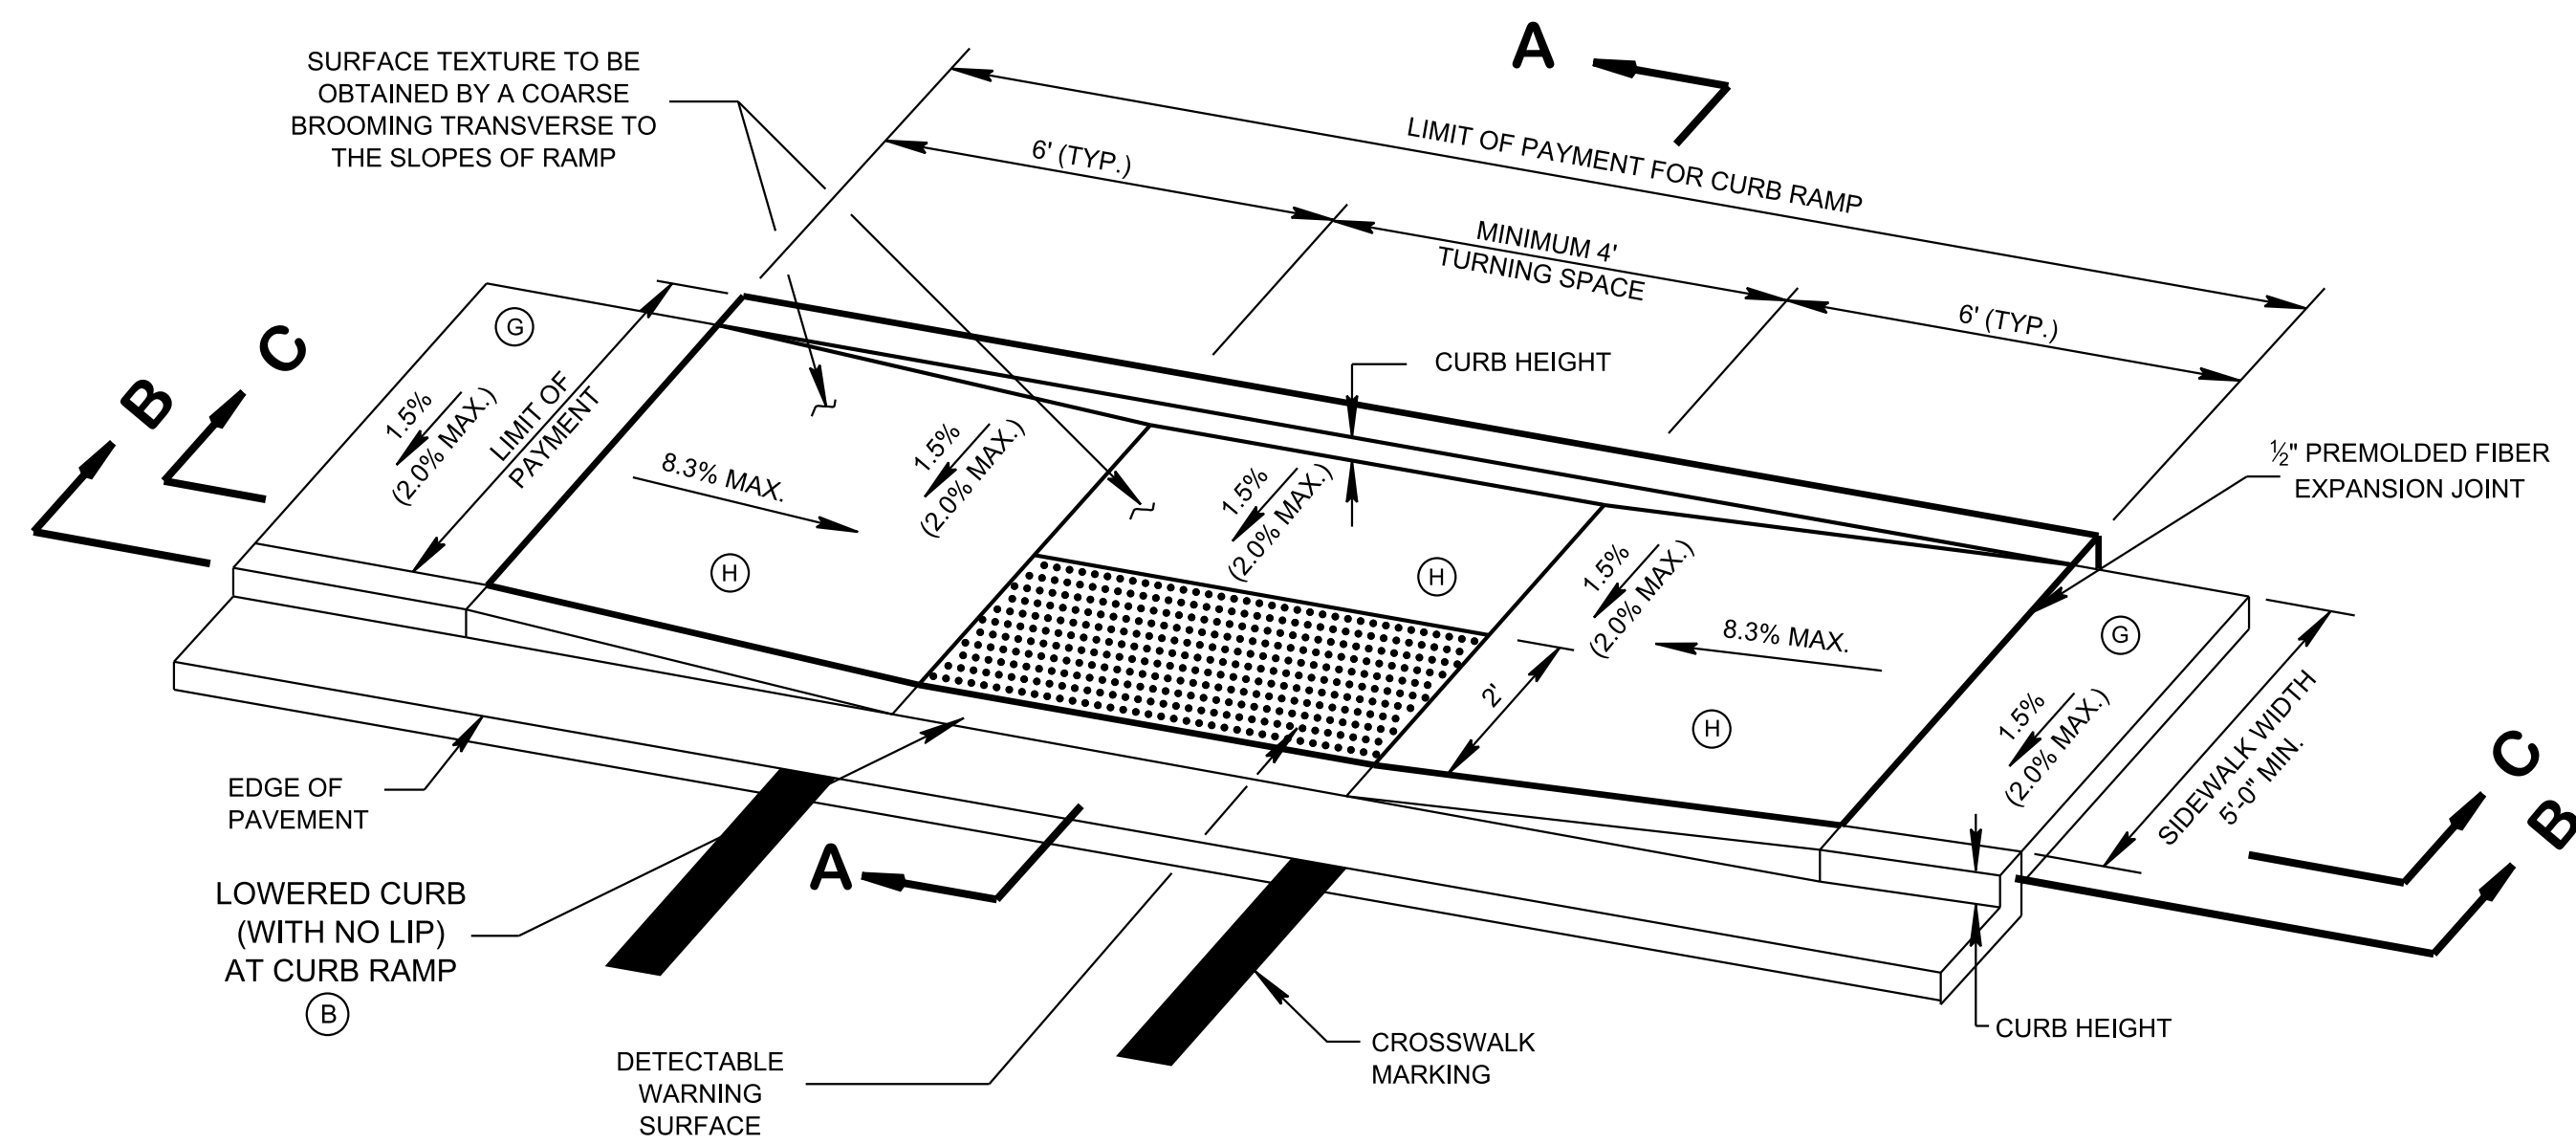 SURFACE TEXTURE TO BE
OBTAINED BY A COARSE
BROOMING TRANSVERSE TO
THE SLOPES OF RAMP
A
LIMIT OF PAYMENT FOR CURB RAMP
6' (TYP.)
MINIMUM 4'
TURNING SPACE
6' (TYP.)
CURB HEIGHT
½" PREMOLDED FIBER
EXPANSION JOINT
G
C
B
1.5%
(2.0% MAX.)
LIMIT OF
PAYMENT
8.3% MAX.
1.5%
(2.0% MAX.)
1.5%
(2.0% MAX.)
1.5%
(2.0% MAX.)
H
H
8.3% MAX.
G
2'
H
1.5%
(2.0% MAX.)
SIDEWALK WIDTH
5'-0" MIN.
C
B
EDGE OF
PAVEMENT
A
LOWERED CURB
(WITH NO LIP)
AT CURB RAMP
B
CURB HEIGHT
CROSSWALK
MARKING
DETECTABLE
WARNING
SURFACE